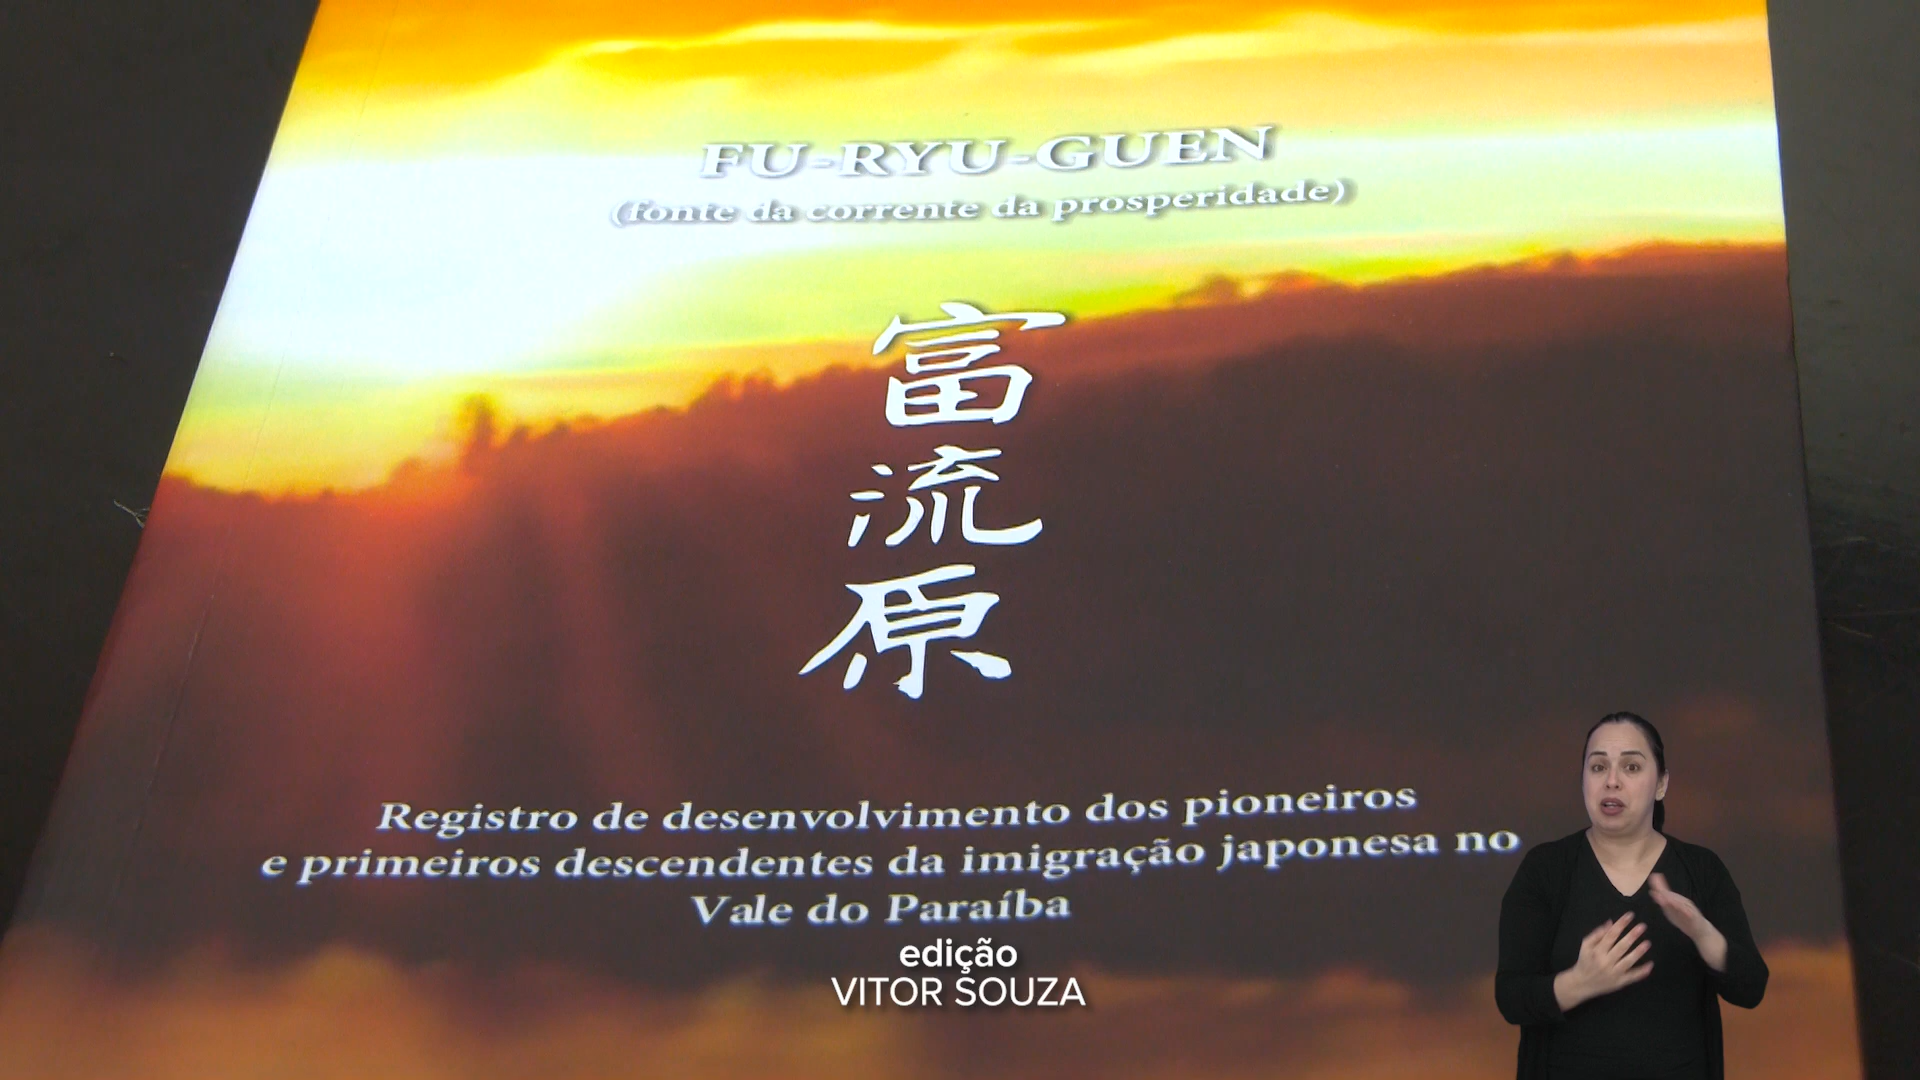 FU-RYU-GUEN
(fonte da corrente da prosperidade)
富
流
原
Registro de desenvolvimento dos pioneiros
e primeiros descendentes da imigração japonesa no
Vale do Paraíba
edição
VITOR SOUZA